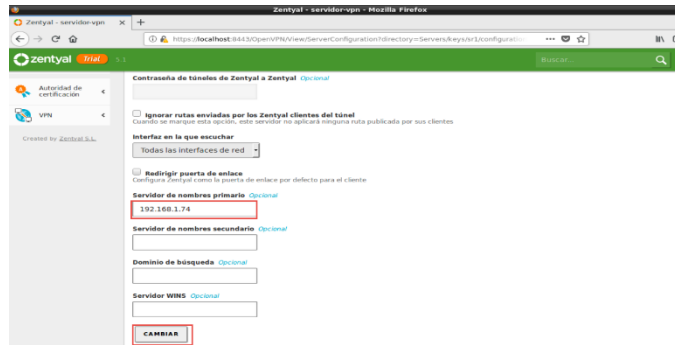 Zentyal - servidor-vpn - Mozilla Firefox
Zentyal - servidor-vpn × +
https://localhost:8443/OpenVPN/View/ServerConfiguration?directory=Servers/keys/sr1/configuratio
zentyal Trial 5.1 Buscar...
Autoridad de
certificación
VPN
Created by Zentyal S.L.
Contraseña de túneles de Zentyal a Zentyal Opcional
Ignorar rutas enviadas por los Zentyal clientes del túnel
Cuando se marque esta opción, este servidor no aplicará ninguna ruta publicada por sus clientes
Interfaz en la que escuchar
Todas las interfaces de red
Redirigir puerta de enlace
Configura Zentyal como la puerta de enlace por defecto para el cliente
Servidor de nombres primario Opcional
192.168.1.74
Servidor de nombres secundario Opcional
Dominio de búsqueda Opcional
Servidor WINS Opcional
CAMBIAR